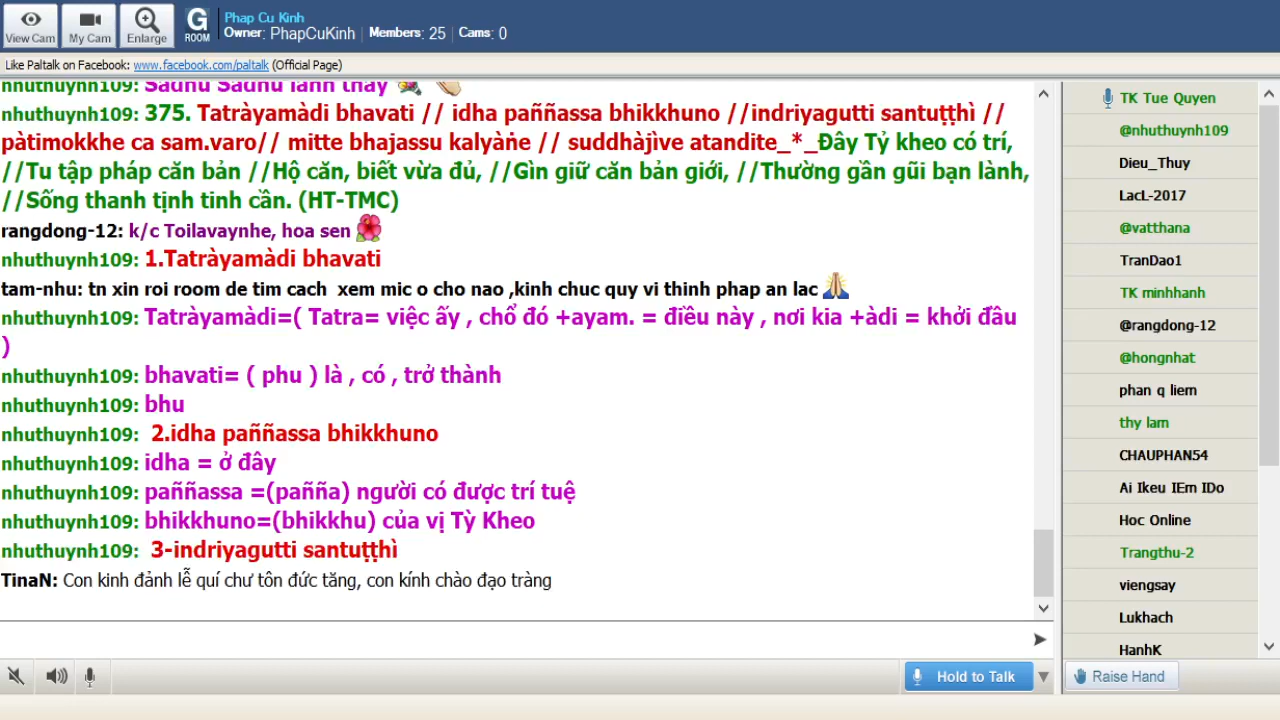 View Cam
My Cam
Enlarge
G
ROOM
Phap Cu Kinh
Owner: PhapCuKinh | Members: 25 | Cams: 0
Like Paltalk on Facebook: www.facebook.com/paltalk (Official Page)
nhuthuynh109: Sadhu Sadhu lành thay
nhuthuynh109: 375. Tatràyamàdi bhavati // idha paññassa bhikkhuno //indriyagutti santuṭṭhì //
pàtimokkhe ca sam.varo// mitte bhajassu kalyàṅe // suddhàjìve atandite_*_Đây Tỷ kheo có trí,
//Tu tập pháp căn bản //Hộ căn, biết vừa đủ, //Gìn giữ căn bản giới, //Thường gần gũi bạn lành,
//Sống thanh tịnh tinh cần. (HT-TMC)
rangdong-12: k/c Toilavaynhe, hoa sen
nhuthuynh109: 1.Tatràyamàdi bhavati
tam-nhu: tn xin roi room de tim cach xem mic o cho nao ,kinh chuc quy vi thinh phap an lac
nhuthuynh109: Tatràyamàdi=( Tatra= việc ấy , chổ đó +ayam. = điều này , nơi kia +àdi = khởi đầu
)
nhuthuynh109: bhavati= ( phu ) là , có , trở thành
nhuthuynh109: bhu
nhuthuynh109: 2.idha paññassa bhikkhuno
nhuthuynh109: idha = ở đây
nhuthuynh109: paññassa =(pañña) người có được trí tuệ
nhuthuynh109: bhikkhuno=(bhikkhu) của vị Tỳ Kheo
nhuthuynh109: 3-indriyagutti santuṭṭhì
TinaN: Con kinh đảnh lễ quí chư tôn đức tăng, con kính chào đạo tràng
TK Tue Quyen
@nhuthuynh109
Dieu_Thuy
LacL-2017
@vatthana
TranDao1
TK minhhanh
@rangdong-12
@hongnhat
phan q liem
thy lam
CHAUPHAN54
Ai Ikeu IEm IDo
Hoc Online
Trangthu-2
viengsay
Lukhach
HanhK
Hold to Talk
Raise Hand